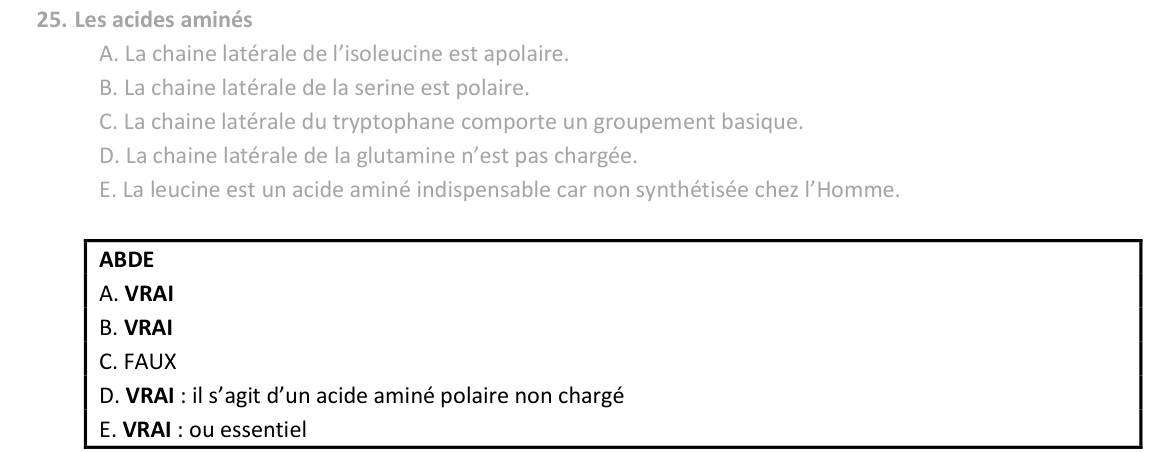 25. Les acides aminés
A. La chaine latérale de l’isoleucine est apolaire.
B. La chaine latérale de la serine est polaire.
C. La chaine latérale du tryptophane comporte un groupement basique.
D. La chaine latérale de la glutamine n’est pas chargée.
E. La leucine est un acide aminé indispensable car non synthétisée chez l’Homme.
ABDE
A. VRAI
B. VRAI
C. FAUX
D. VRAI : il s’agit d’un acide aminé polaire non chargé
E. VRAI : ou essentiel